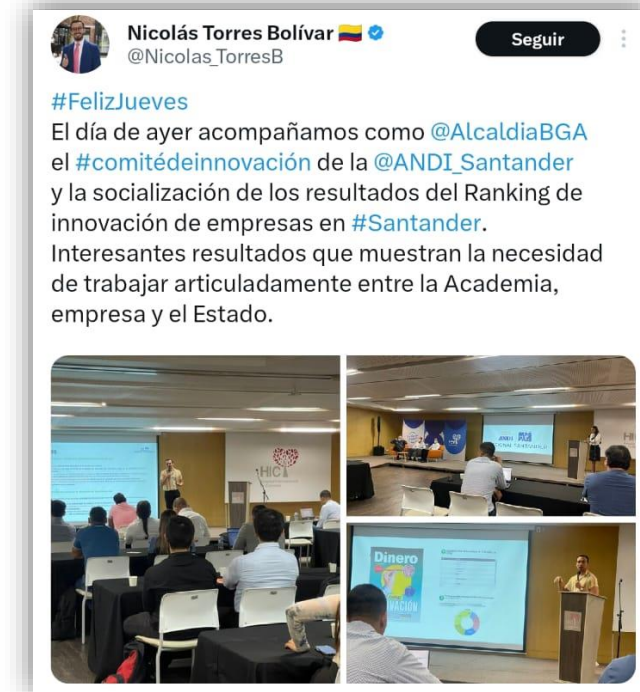 Nicolás Torres Bolívar
@Nicolas_TorresB
Seguir
#FelizJueves
El día de ayer acompañamos como @AlcaldiaBGA
el #comitédeinnovación de la @ANDI_Santander
y la socialización de los resultados del Ranking de
innovación de empresas en #Santander.
Interesantes resultados que muestran la necesidad
de trabajar articuladamente entre la Academia,
empresa y el Estado.
HIC
ANDI
HI
Dinero